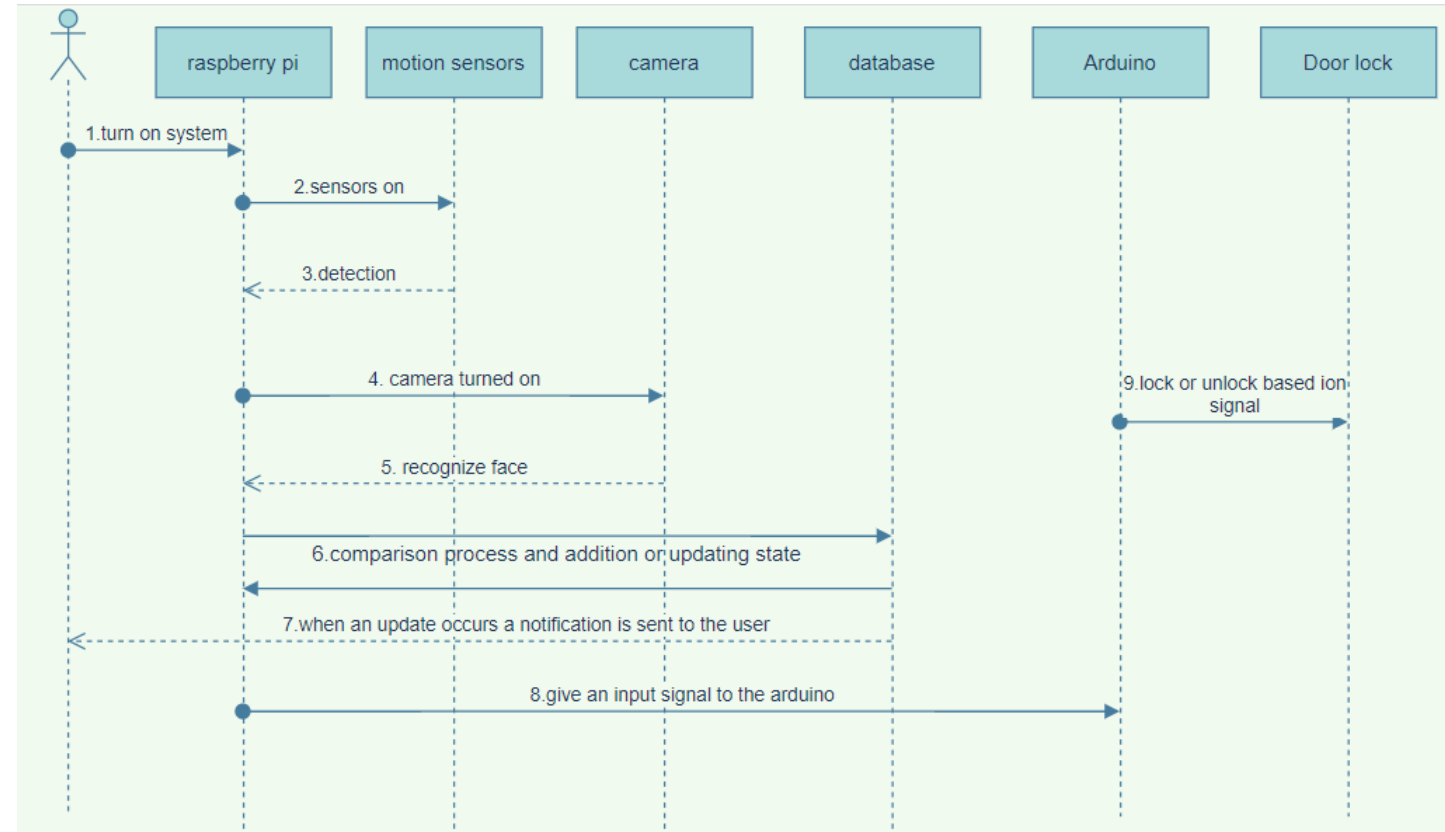 raspberry pi
motion sensors
camera
database
Arduino
Door lock
1.turn on system
2.sensors on
3.detection
4. camera turned on
9.lock or unlock based ion
signal
5. recognize face
6.comparison process and addition or updating state
7.when an update occurs a notification is sent to the user
8.give an input signal to the arduino